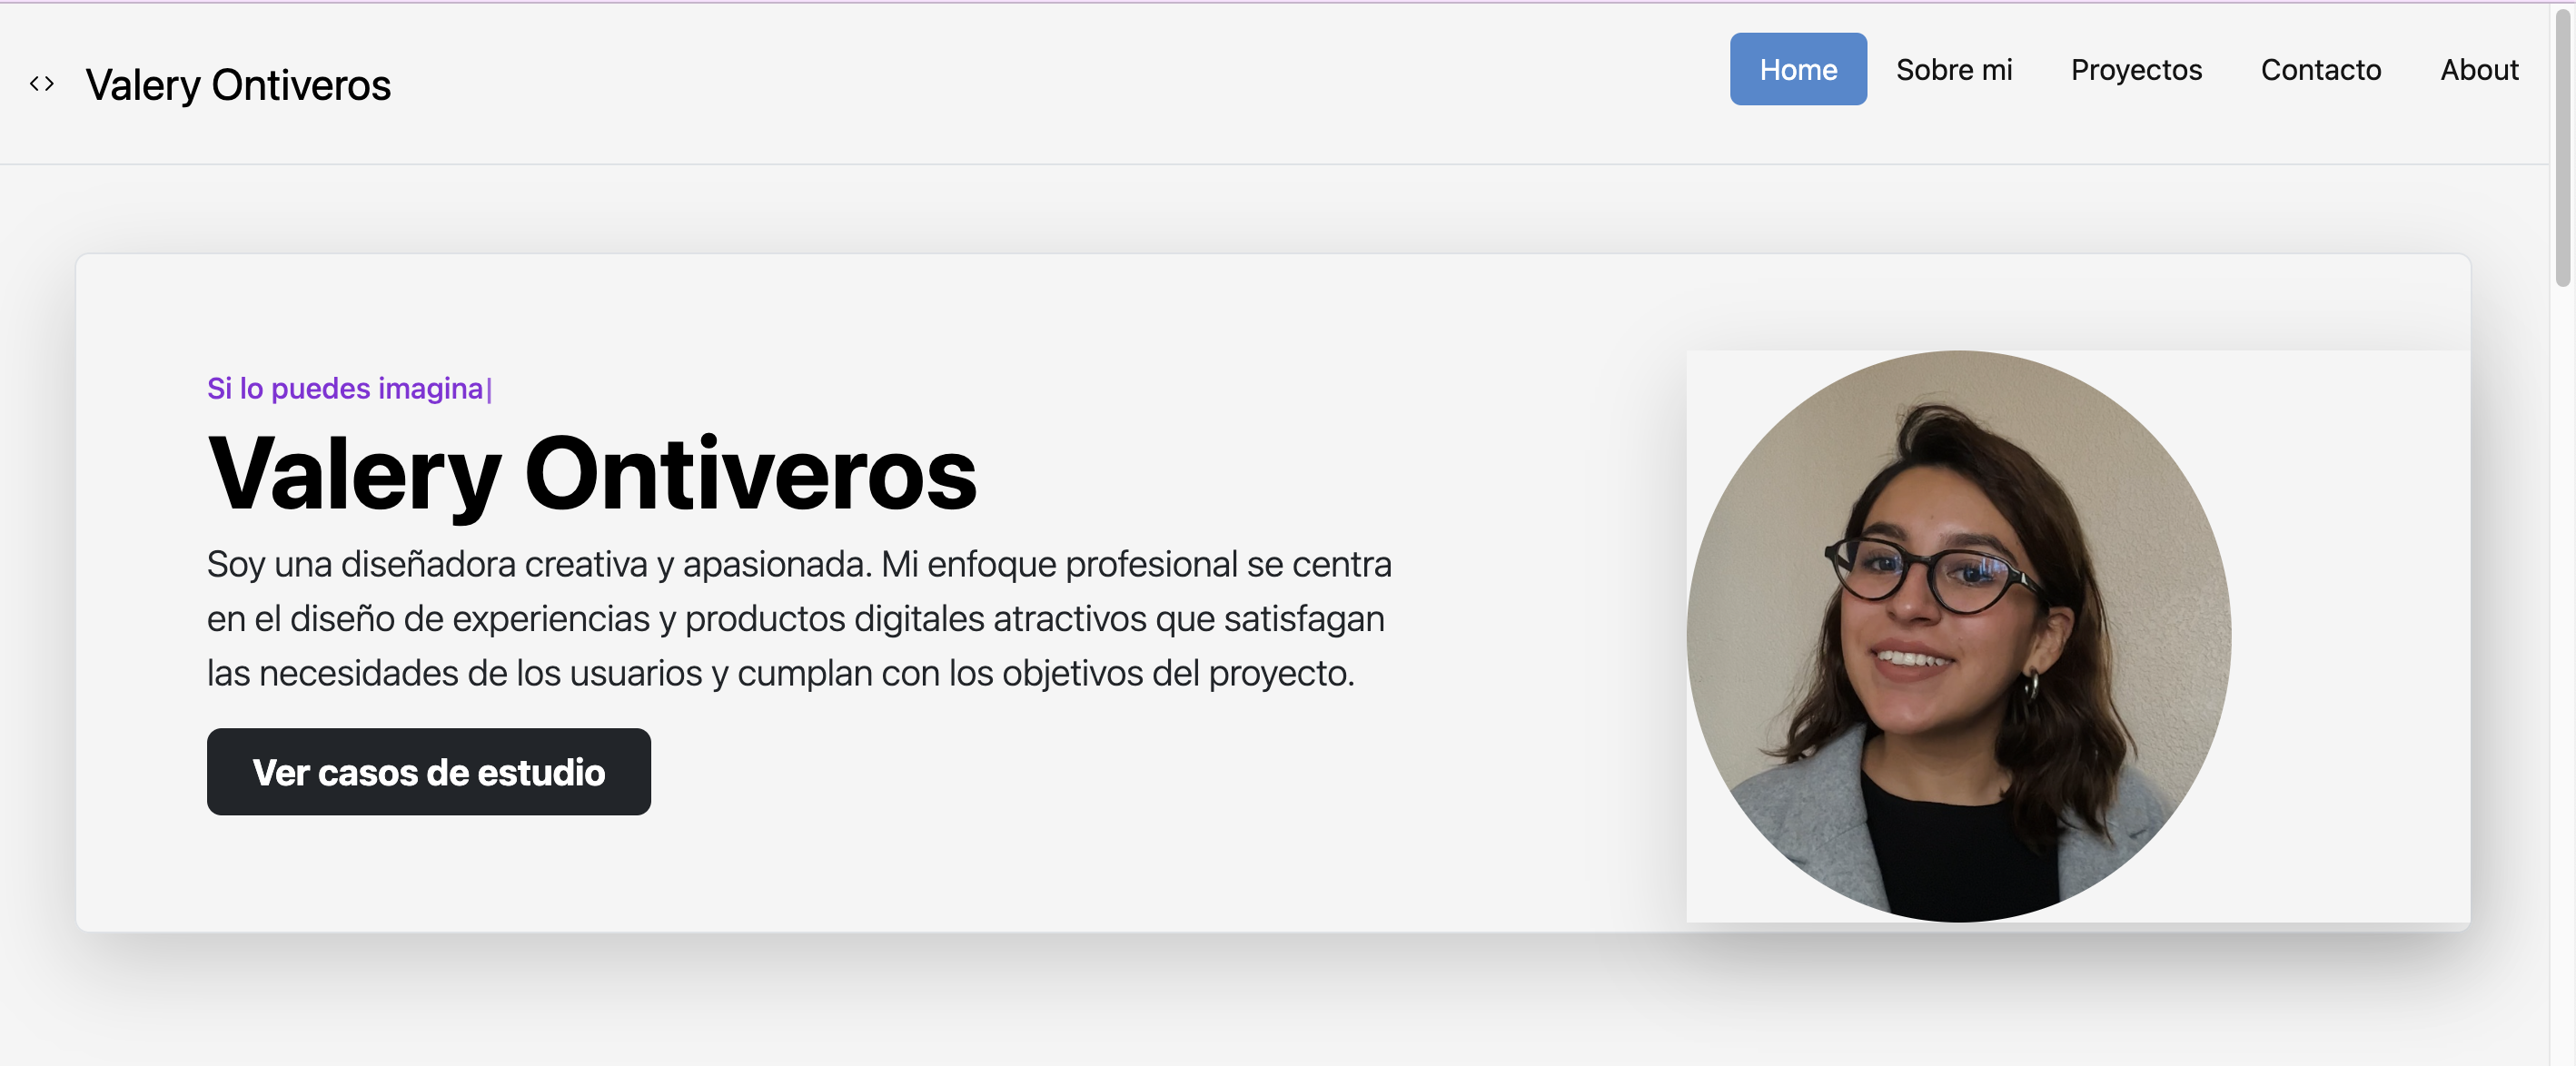 <> Valery Ontiveros
Home Sobre mi Proyectos Contacto About
Si lo puedes imagina|
Valery Ontiveros
Soy una diseñadora creativa y apasionada. Mi enfoque profesional se centra
en el diseño de experiencias y productos digitales atractivos que satisfagan
las necesidades de los usuarios y cumplan con los objetivos del proyecto.
Ver casos de estudio